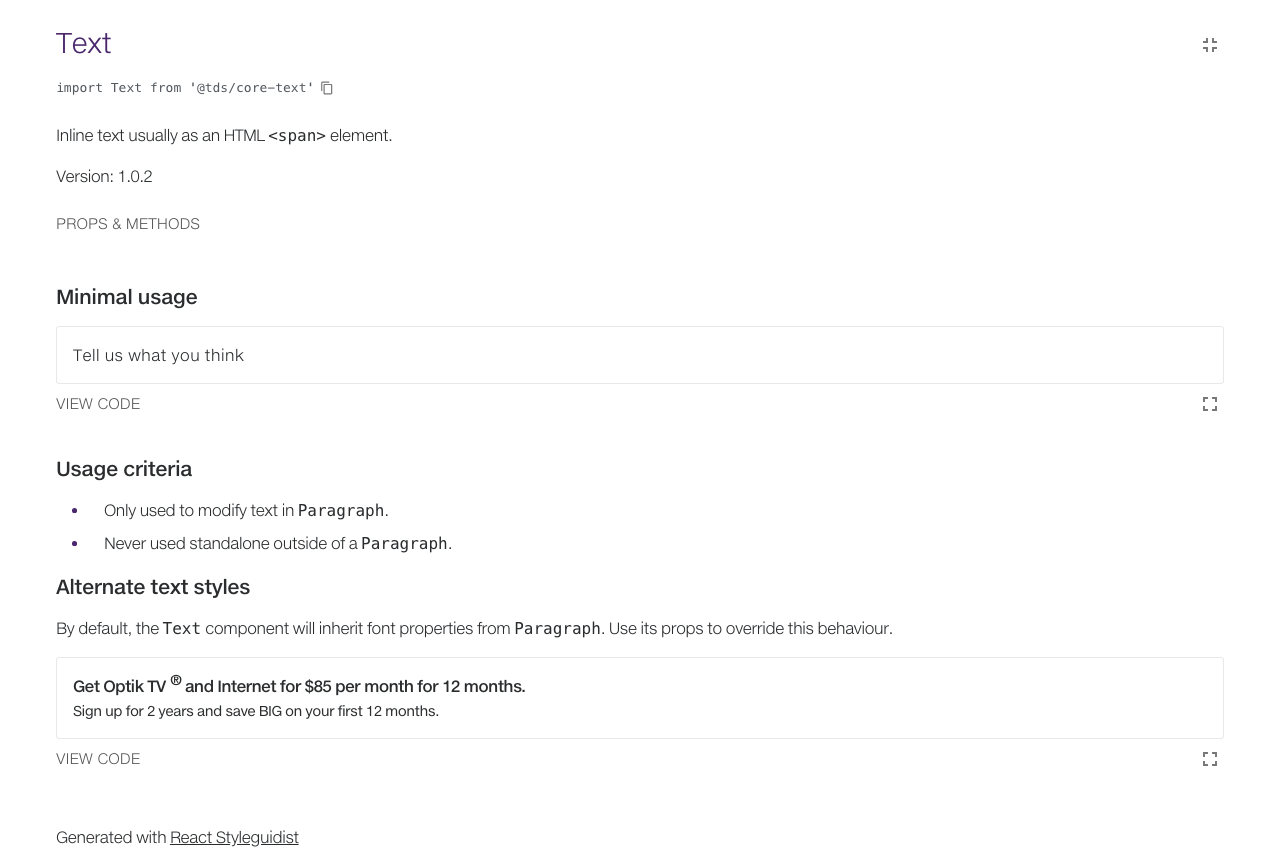 Text
import Text from '@tds/core-text'
Inline text usually as an HTML <span> element.
Version: 1.0.2
PROPS & METHODS
Minimal usage
Tell us what you think
VIEW CODE
Usage criteria
• Only used to modify text in Paragraph.
• Never used standalone outside of a Paragraph.
Alternate text styles
By default, the Text component will inherit font properties from Paragraph. Use its props to override this behaviour.
Get Optik TV ® and Internet for $85 per month for 12 months.
Sign up for 2 years and save BIG on your first 12 months.
VIEW CODE
Generated with React Styleguidist